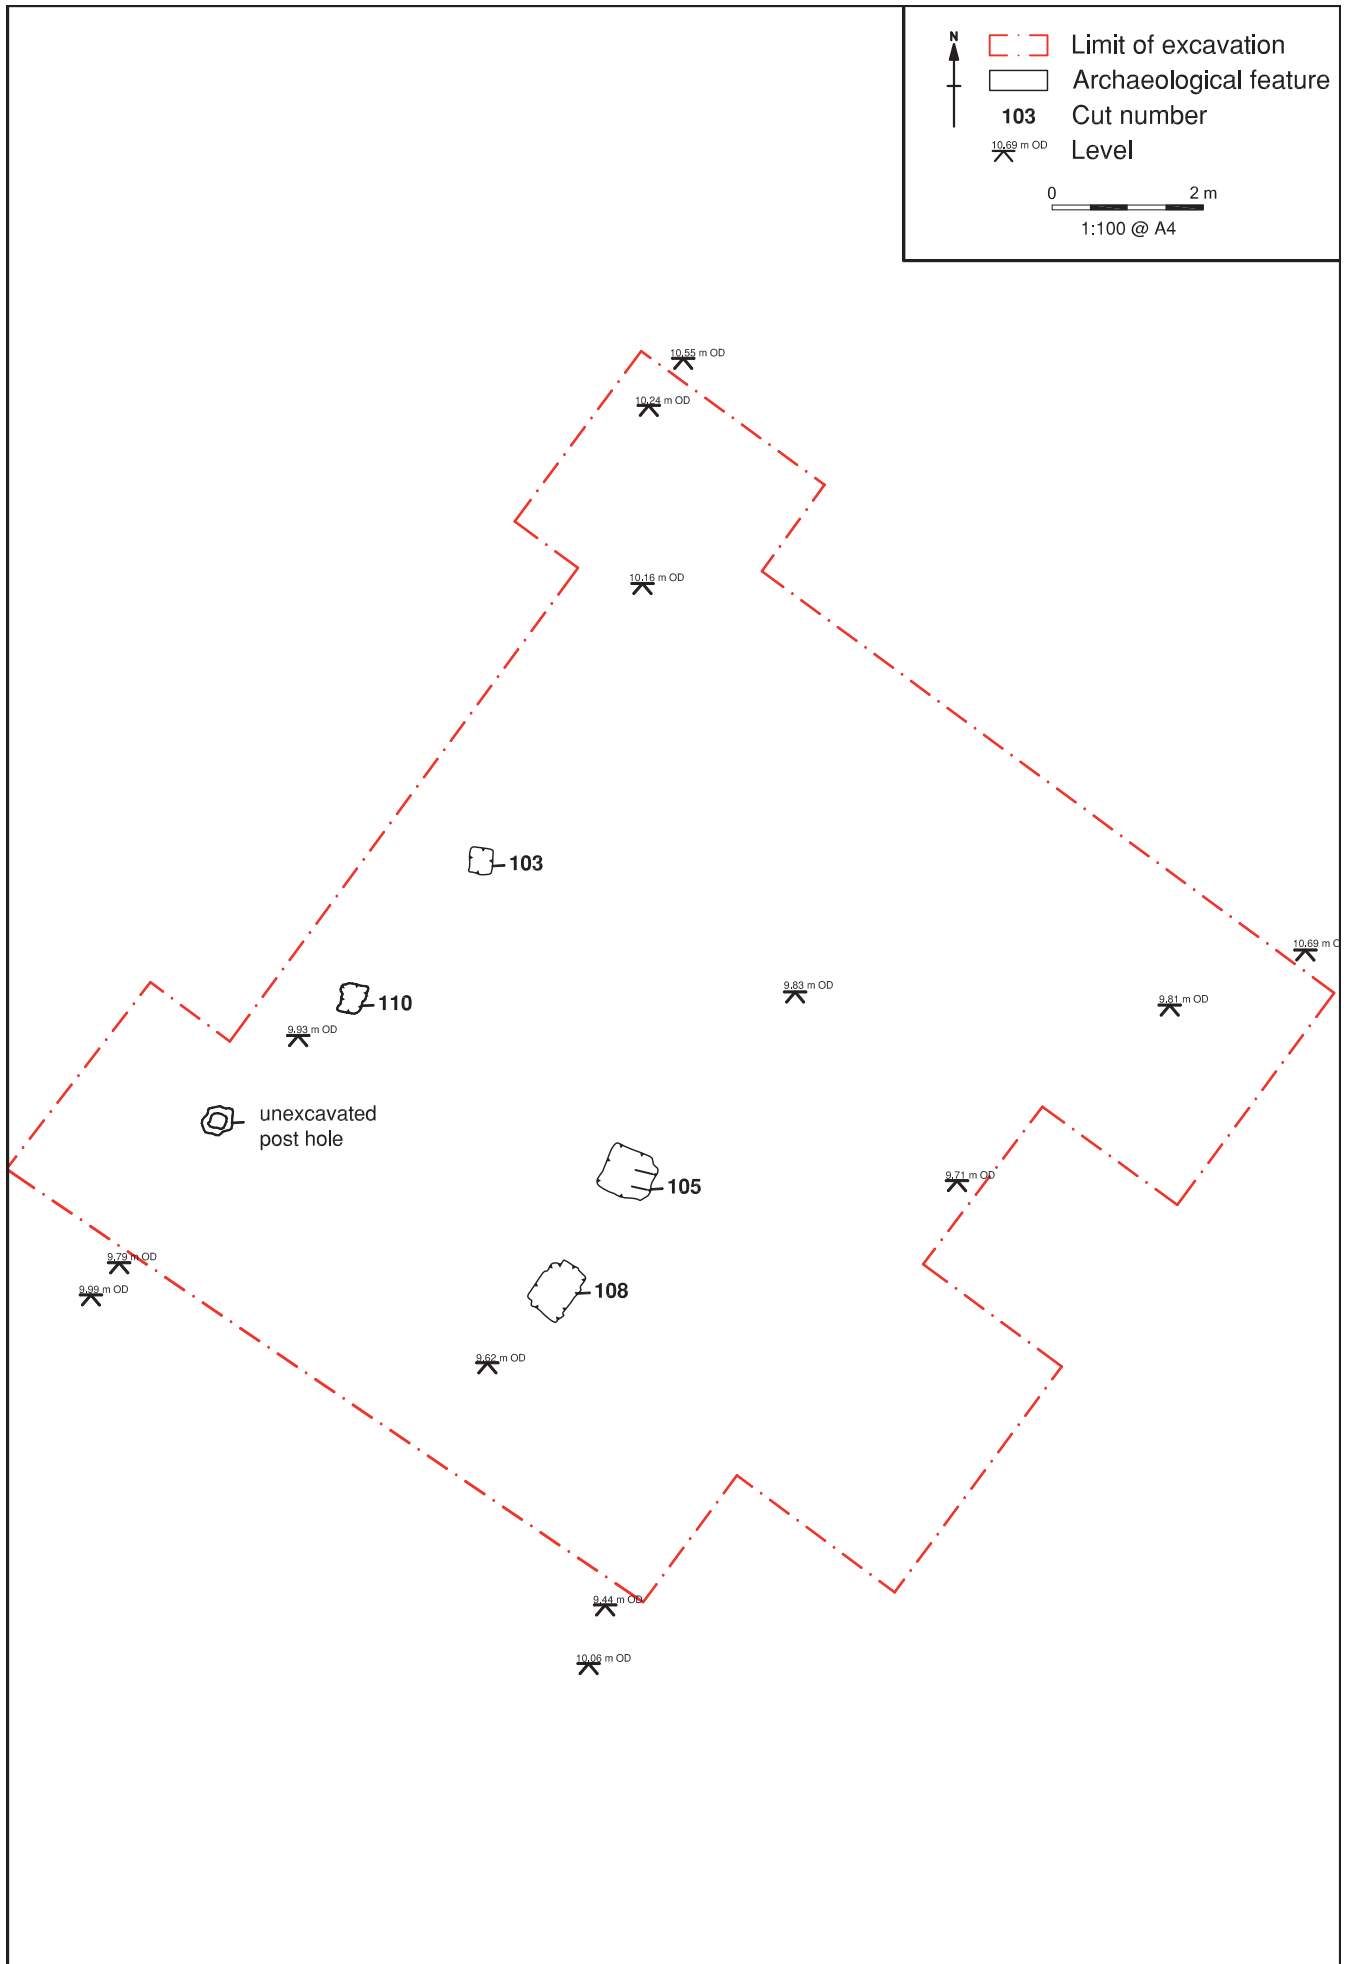 N
Limit of excavation
Archaeological feature
103 Cut number
10.69 m OD Level
0 2 m
1:100 @ A4
10.55 m OD
10.24 m OD
10.16 m OD
103
10.69 m O
110
9.83 m OD
9.81 m OD
9.93 m OD
unexcavated
post hole
105
9.71 m OD
9.79 m OD
9.99 m OD
108
9.62 m OD
9.44 m OD
10.06 m OD